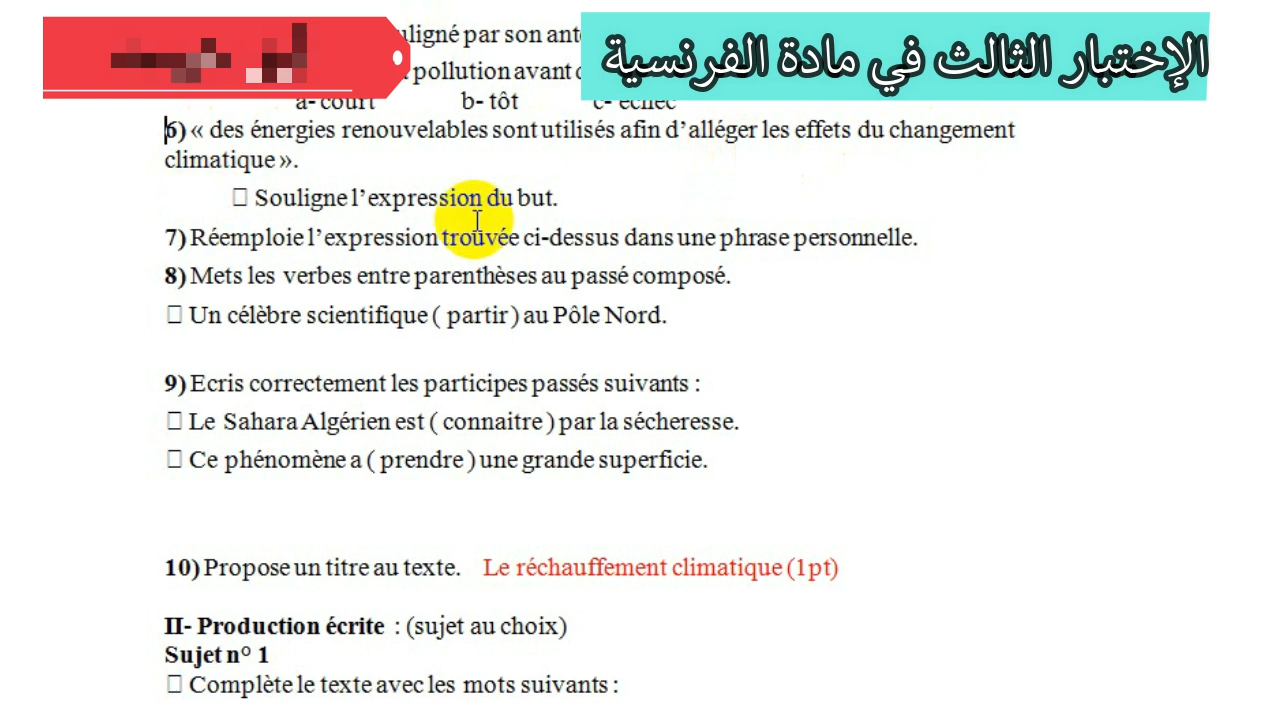 الإختبار الثالث في مادة الفرنسية
par son
pollution avant
a- court b- tôt c- échec
6) « des énergies renouvelables sont utilisés afin d’alléger les effets du changement
climatique ».
□ Souligne l’expression du but.
7) Réemploie l’expression trouvée ci-dessus dans une phrase personnelle.
8) Mets les verbes entre parenthèses au passé composé.
□ Un célèbre scientifique ( partir ) au Pôle Nord.
9) Ecris correctement les participes passés suivants :
□ Le Sahara Algérien est ( connaitre ) par la sécheresse.
□ Ce phénomène a ( prendre ) une grande superficie.
10) Propose un titre au texte. Le réchauffement climatique (1pt)
II- Production écrite : (sujet au choix)
Sujet n° 1
□ Complète le texte avec les mots suivants :